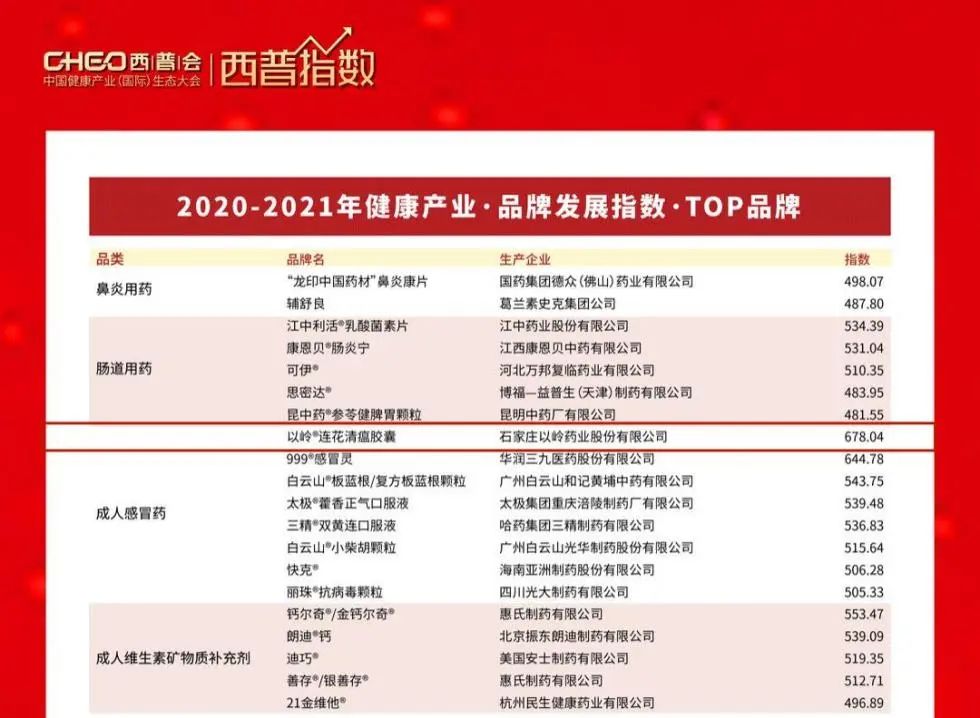 CHEO西|普|会 | 西普指数
中国健康产业(国际)生态大会
2020-2021年健康产业·品牌发展指数·TOP品牌
品类 品牌名 生产企业 指数
鼻炎用药
“龙印中国药材”鼻炎康片 国药集团德众(佛山)药业有限公司 498.07
辅舒良 葛兰素史克集团公司 487.80
肠道用药
江中利活®乳酸菌素片 江中药业股份有限公司 534.39
康恩贝®肠炎宁 江西康恩贝中药有限公司 531.04
可伊® 河北万邦复临药业有限公司 510.35
思密达® 博福—益普生(天津)制药有限公司 483.95
昆中药®参苓健脾胃颗粒 昆明中药厂有限公司 481.55
成人感冒药
以岭®连花清瘟胶囊 石家庄以岭药业股份有限公司 678.04
999®感冒灵 华润三九医药股份有限公司 644.78
白云山®板蓝根/复方板蓝根颗粒 广州白云山和记黄埔中药有限公司 543.75
太极®藿香正气口服液 太极集团重庆涪陵制药厂有限公司 539.48
三精®双黄连口服液 哈药集团三精制药有限公司 536.83
白云山®小柴胡颗粒 广州白云山光华制药股份有限公司 515.64
快克® 海南亚洲制药股份有限公司 506.28
丽珠®抗病毒颗粒 四川光大制药有限公司 505.33
成人维生素矿物质补充剂
钙尔奇®/金钙尔奇® 惠氏制药有限公司 553.47
朗迪®钙 北京振东朗迪制药有限公司 539.09
迪巧® 美国安士制药有限公司 519.35
善存®/银善存® 惠氏制药有限公司 512.71
21金维他® 杭州民生健康药业有限公司 496.89